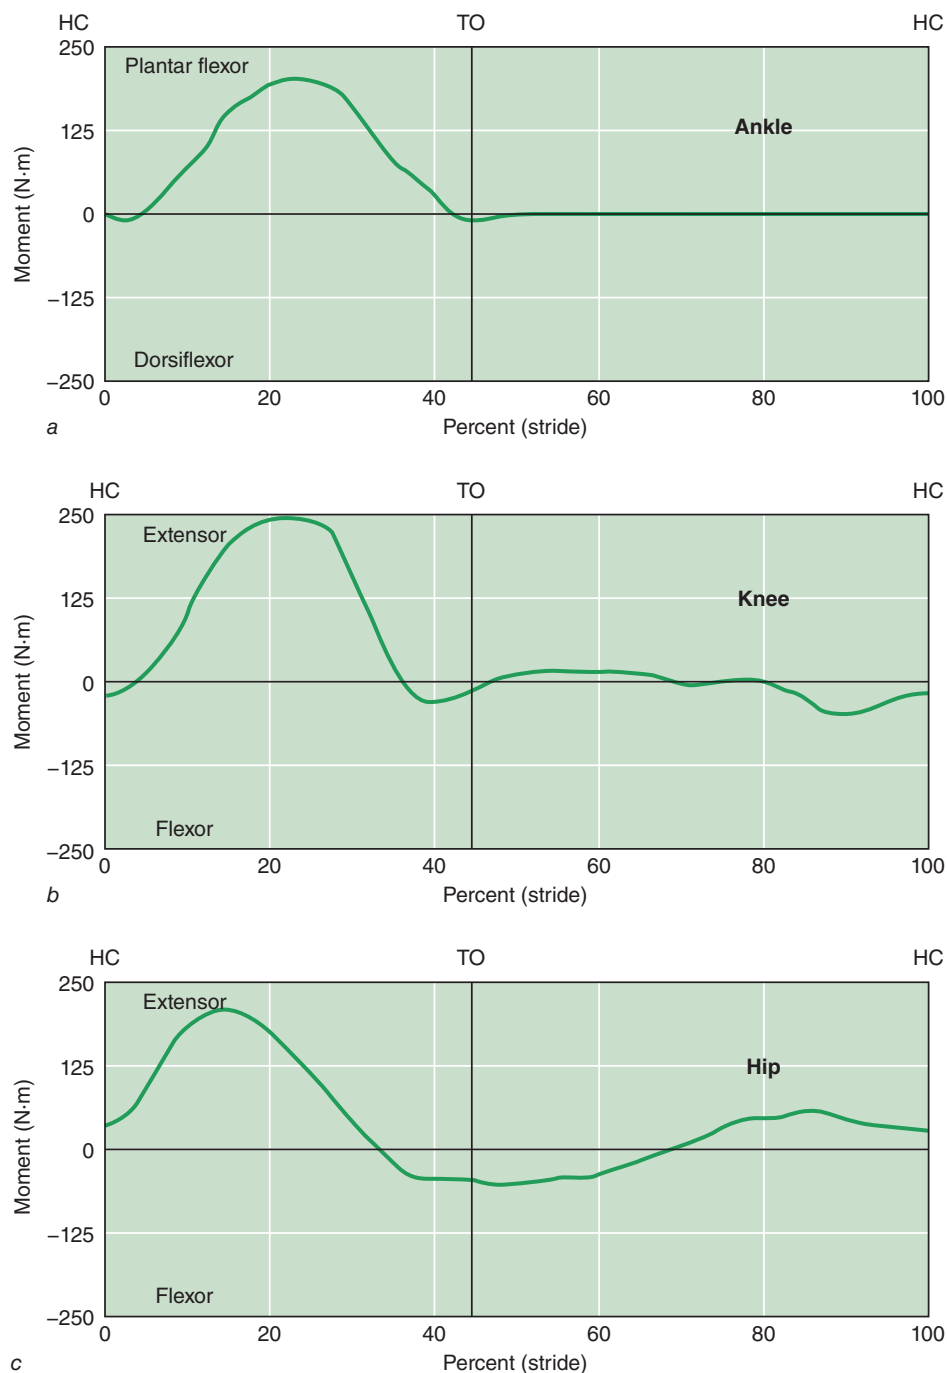 HC TO HC
250
Plantar flexor
125
Ankle
0
Moment (N·m)
−125
Dorsiflexor
−250
0 20 40 60 80 100
a Percent (stride)
HC TO HC
250
Extensor
125
Knee
0
Moment (N·m)
−125
Flexor
−250
0 20 40 60 80 100
b Percent (stride)
HC TO HC
250
Extensor
125
Hip
0
Moment (N·m)
−125
Flexor
−250
0 20 40 60 80 100
c Percent (stride)